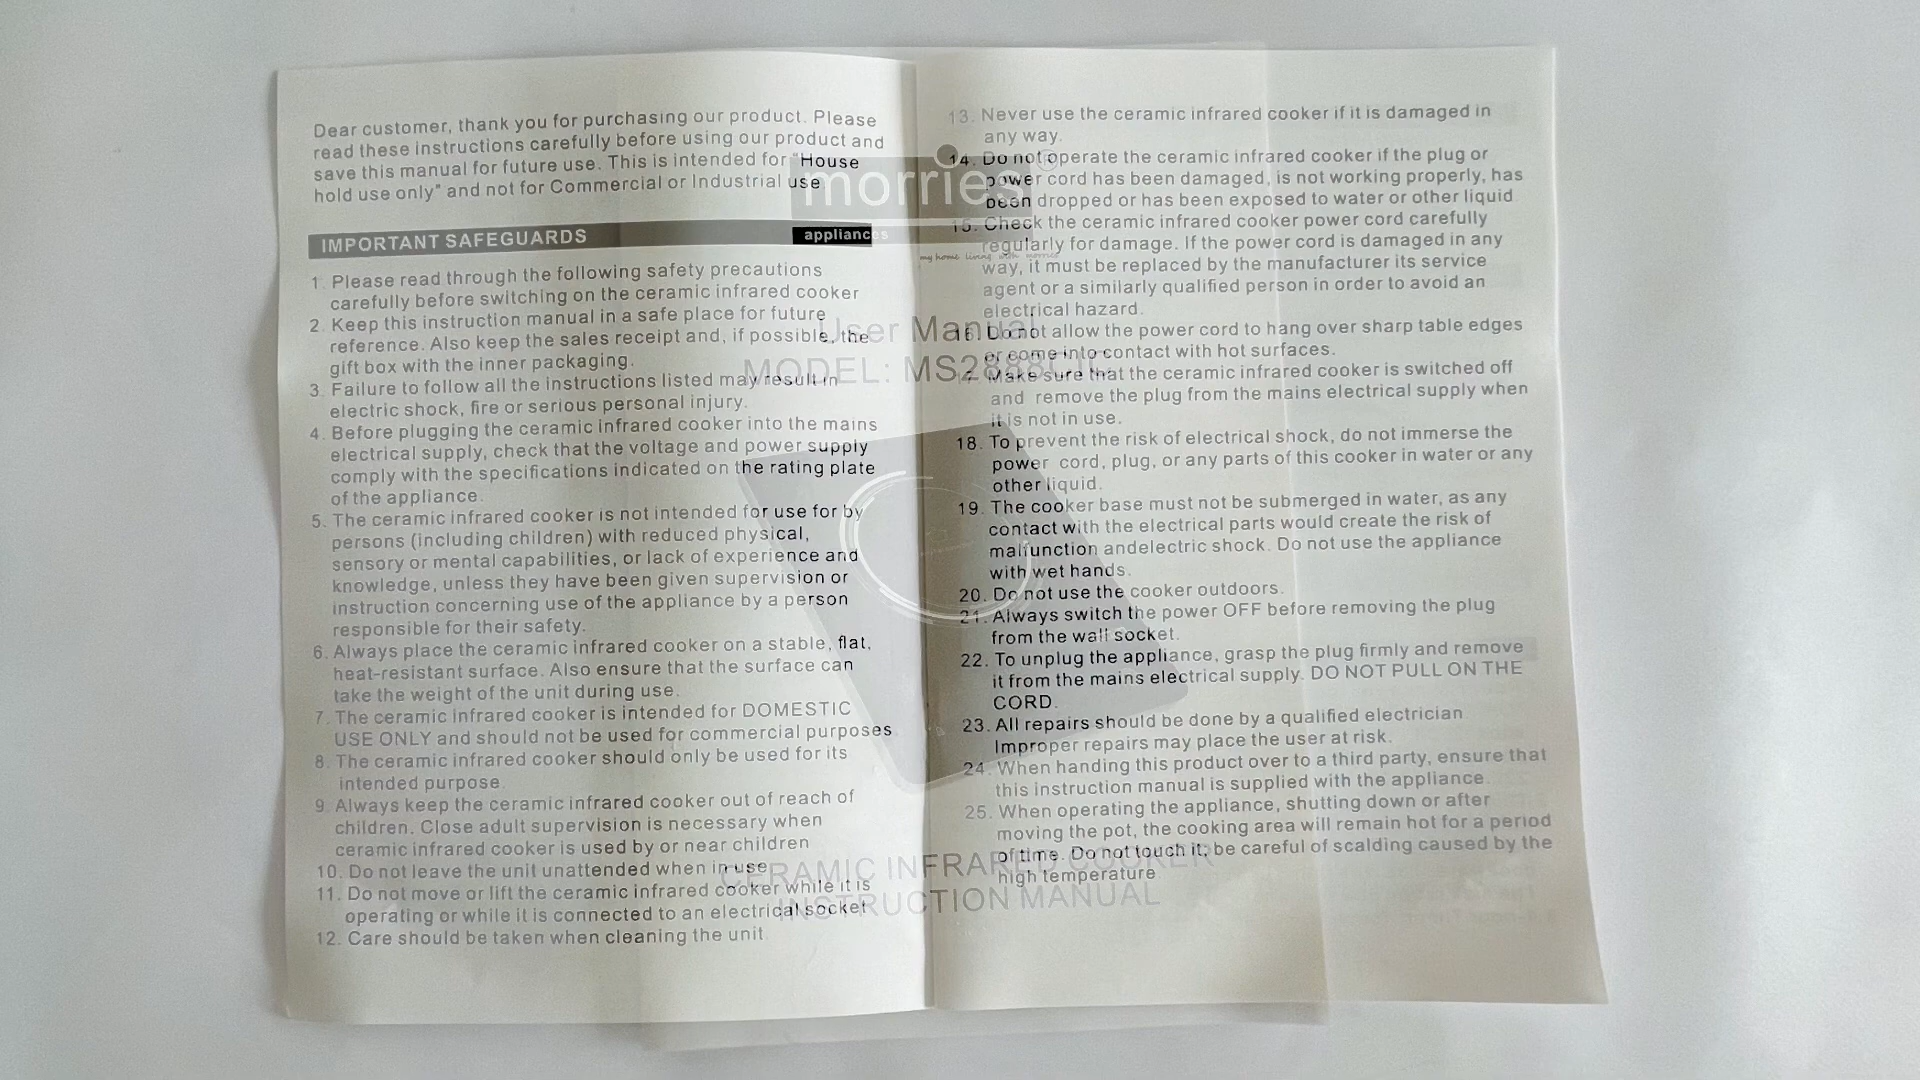 Dear customer, thank you for purchasing our product. Please
read these instructions carefully before using our product and
save this manual for future use. This is intended for "House
hold use only" and not for Commercial or Industrial use
IMPORTANT SAFEGUARDS
1. Please read through the following safety precautions
carefully before switching on the ceramic infrared cooker
2. Keep this instruction manual in a safe place for future
reference. Also keep the sales receipt and, if possible, the
gift box with the inner packaging.
3. Failure to follow all the instructions listed may result in
electric shock, fire or serious personal injury.
4. Before plugging the ceramic infrared cooker into the mains
electrical supply, check that the voltage and power supply
comply with the specifications indicated on the rating plate
of the appliance.
5. The ceramic infrared cooker is not intended for use for by
persons (including children) with reduced physical,
sensory or mental capabilities, or lack of experience and
knowledge, unless they have been given supervision or
instruction concerning use of the appliance by a person
responsible for their safety.
6. Always place the ceramic infrared cooker on a stable, flat,
heat-resistant surface. Also ensure that the surface can
take the weight of the unit during use.
7. The ceramic infrared cooker is intended for DOMESTIC
USE ONLY and should not be used for commercial purposes
8. The ceramic infrared cooker should only be used for its
intended purpose
9. Always keep the ceramic infrared cooker out of reach of
children. Close adult supervision is necessary when
ceramic infrared cooker is used by or near children
10. Do not leave the unit unattended when in use
11. Do not move or lift the ceramic infrared cooker while it is
operating or while it is connected to an electrical socket
12. Care should be taken when cleaning the unit
13. Never use the ceramic infrared cooker if it is damaged in
any way.
14. Do not operate the ceramic infrared cooker if the plug or
power cord has been damaged, is not working properly, has
been dropped or has been exposed to water or other liquid
15. Check the ceramic infrared cooker power cord carefully
regularly for damage. If the power cord is damaged in any
way, it must be replaced by the manufacturer its service
agent or a similarly qualified person in order to avoid an
electrical hazard.
16. Do not allow the power cord to hang over sharp table edges
or come into contact with hot surfaces.
17. Make sure that the ceramic infrared cooker is switched off
and remove the plug from the mains electrical supply when
it is not in use.
18. To prevent the risk of electrical shock, do not immerse the
power cord, plug, or any parts of this cooker in water or any
other liquid.
19. The cooker base must not be submerged in water, as any
contact with the electrical parts would create the risk of
malfunction andelectric shock. Do not use the appliance
with wet hands.
20. Do not use the cooker outdoors.
21. Always switch the power OFF before removing the plug
from the wall socket.
22. To unplug the appliance, grasp the plug firmly and remove
it from the mains electrical supply. DO NOT PULL ON THE
CORD.
23. All repairs should be done by a qualified electrician
Improper repairs may place the user at risk.
24. When handing this product over to a third party, ensure that
this instruction manual is supplied with the appliance.
25. When operating the appliance, shutting down or after
moving the pot, the cooking area will remain hot for a period
of time. Do not touch it, be careful of scalding caused by the
high temperature
morries®
appliances
my home living with morries
User Manual
MODEL:
CERAMIC INFRARED COOKER
INSTRUCTION MANUAL